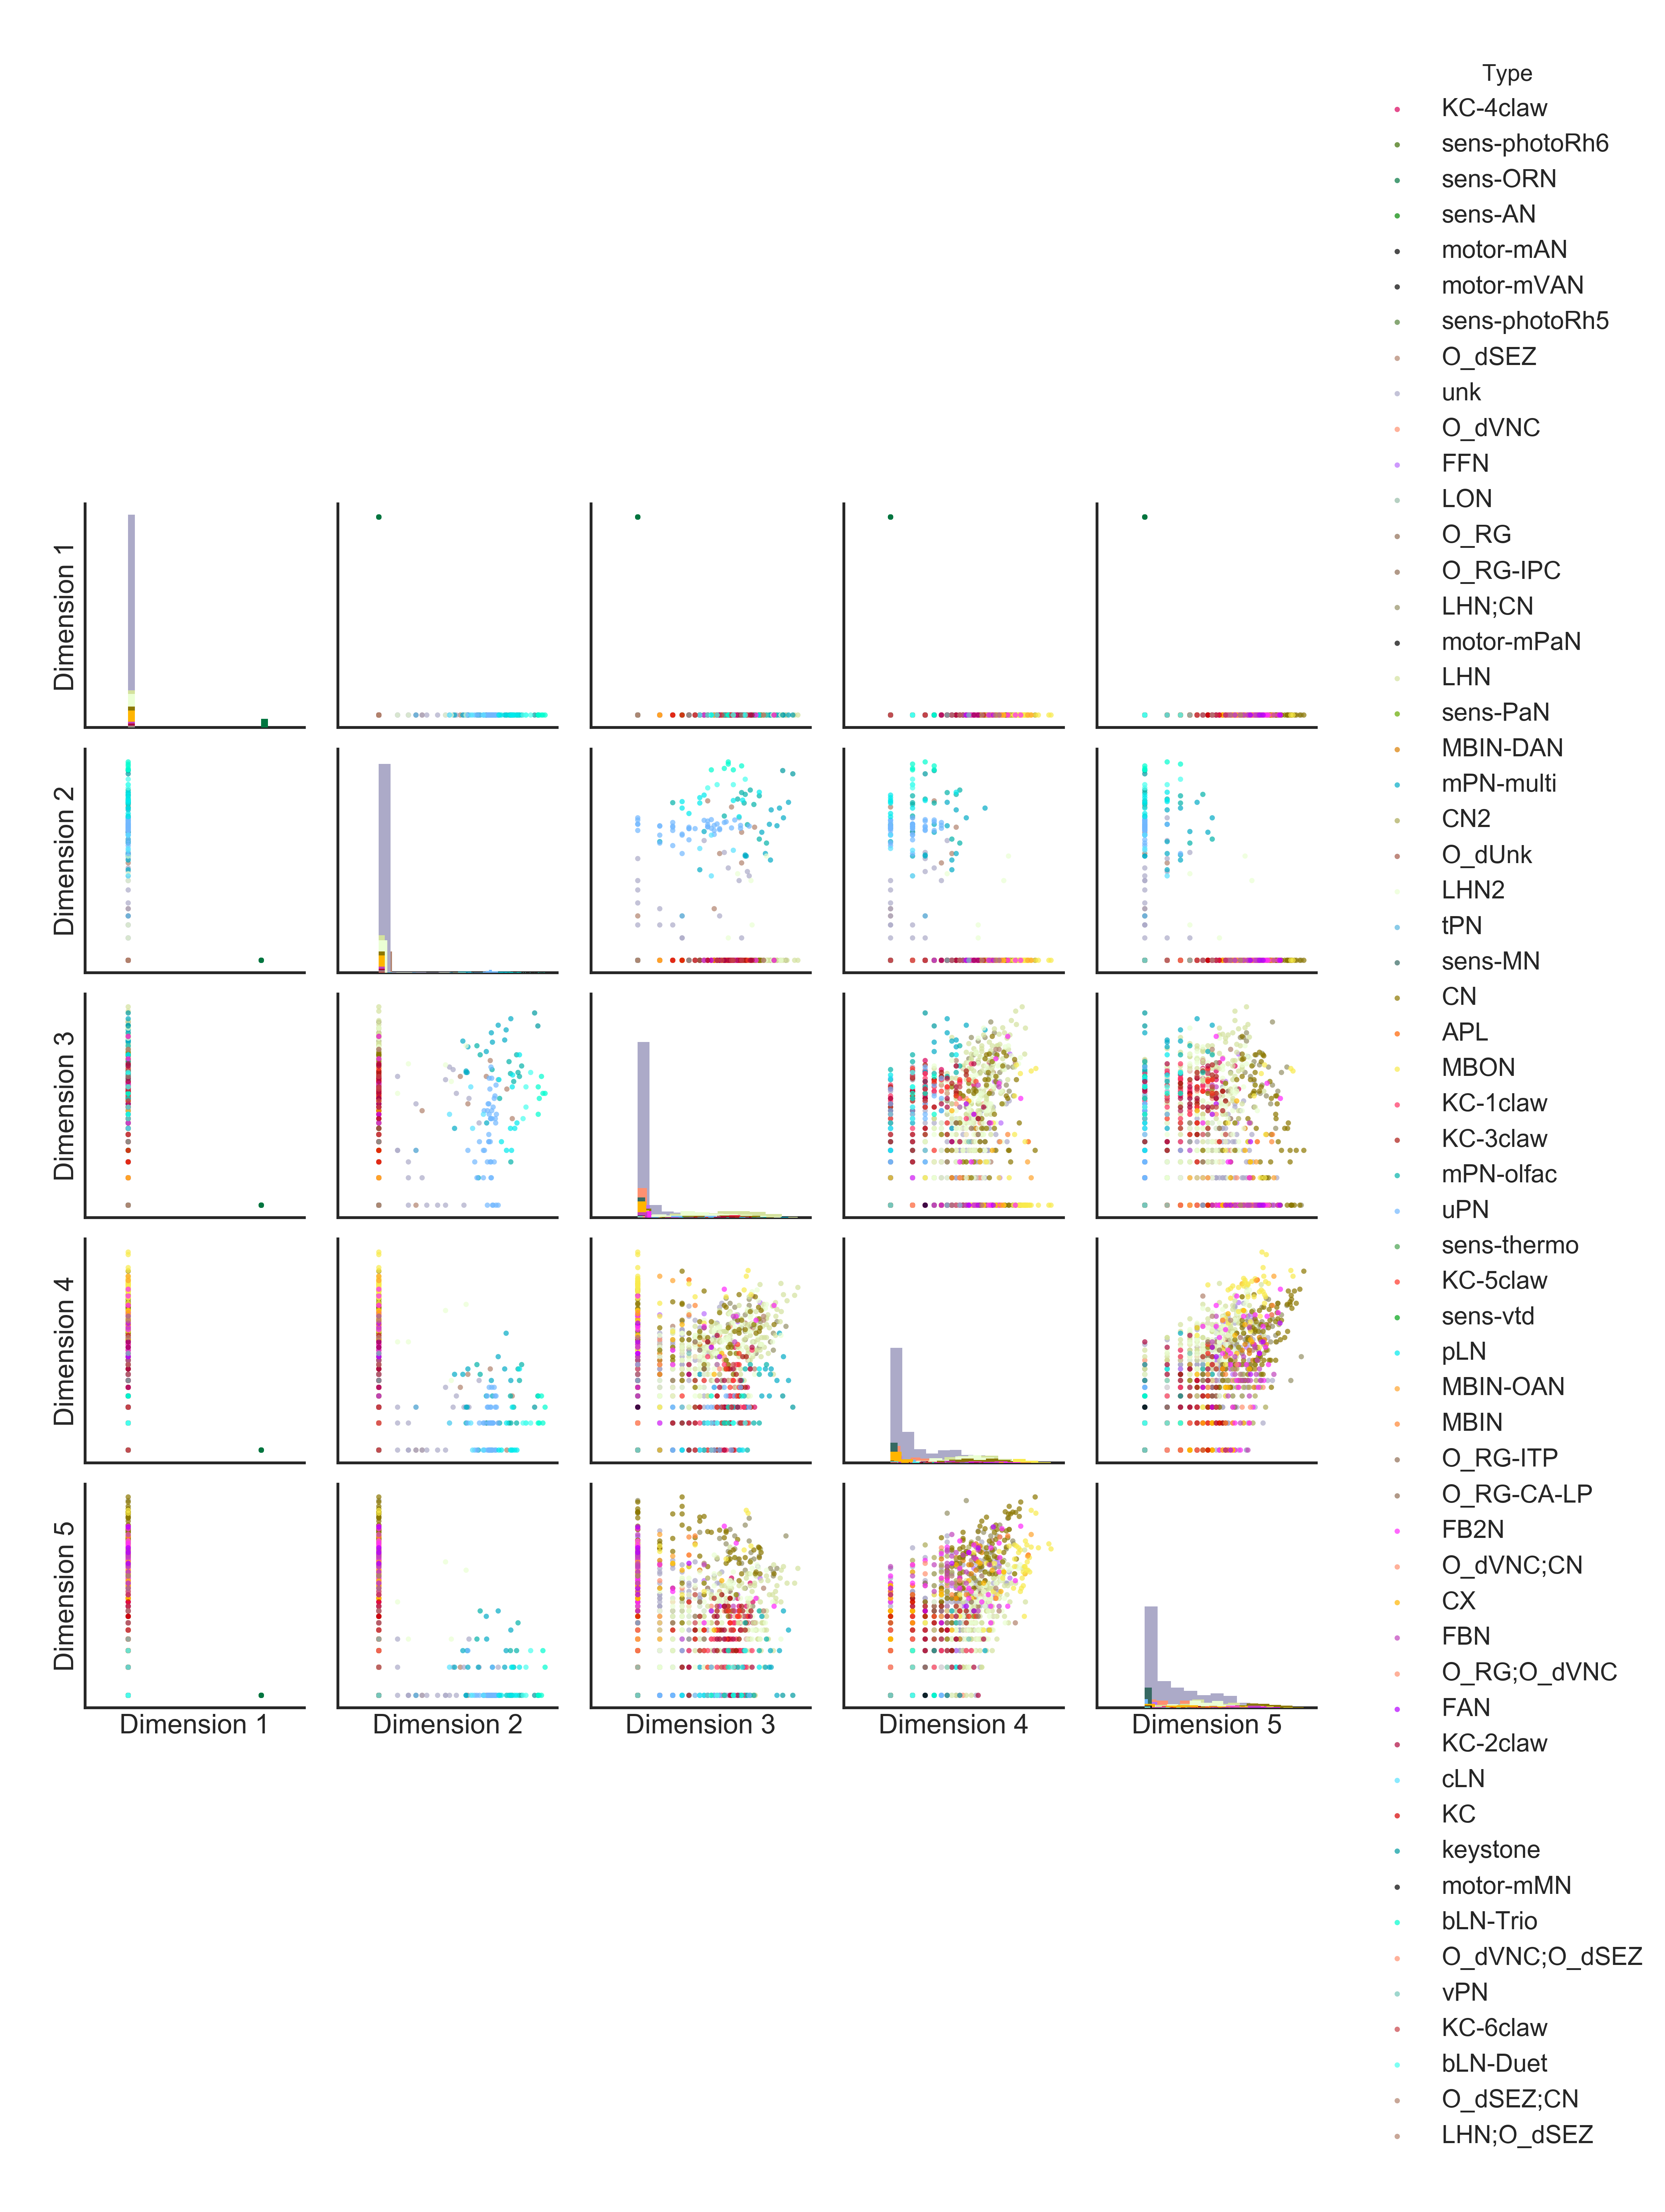 Type
KC-4claw
sens-photoRh6
sens-ORN
sens-AN
motor-mAN
motor-mVAN
sens-photoRh5
O_dSEZ
unk
O_dVNC
FFN
LON
O_RG
O_RG-IPC
LHN;CN
motor-mPaN
LHN
sens-PaN
MBIN-DAN
mPN-multi
CN2
O_dUnk
LHN2
tPN
sens-MN
CN
APL
MBON
KC-1claw
KC-3claw
mPN-olfac
uPN
sens-thermo
KC-5claw
sens-vtd
pLN
MBIN-OAN
MBIN
O_RG-ITP
O_RG-CA-LP
FB2N
O_dVNC;CN
CX
FBN
O_RG;O_dVNC
FAN
KC-2claw
cLN
KC
keystone
motor-mMN
bLN-Trio
O_dVNC;O_dSEZ
vPN
KC-6claw
bLN-Duet
O_dSEZ;CN
LHN;O_dSEZ
Dimension 1
Dimension 2
Dimension 3
Dimension 4
Dimension 5
Dimension 1
Dimension 2
Dimension 3
Dimension 4
Dimension 5